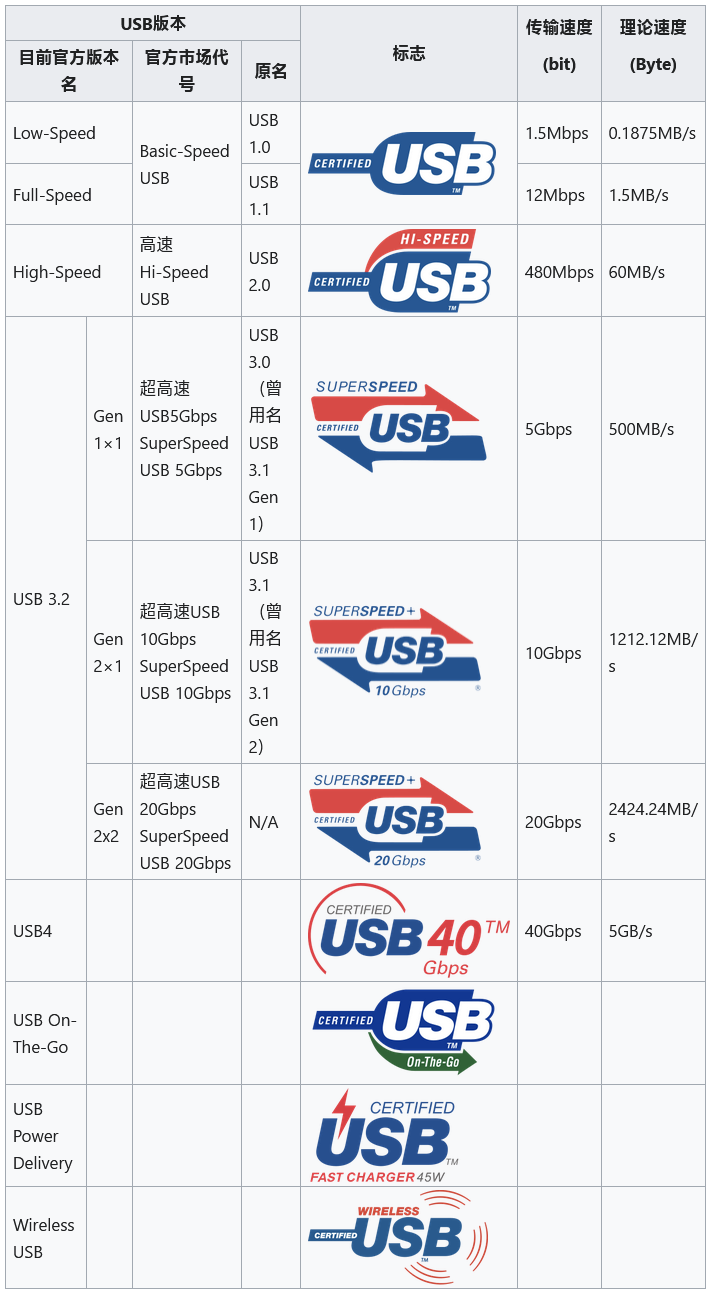 USB版本
传输速度
(bit)
理论速度
(Byte)
目前官方版本
名
官方市场代
号
原名
标志
Low-Speed
Basic-Speed
USB
USB
1.0
CERTIFIED USB TM
1.5Mbps
0.1875MB/s
Full-Speed
USB
1.1
12Mbps
1.5MB/s
High-Speed
高速
Hi-Speed
USB
USB
2.0
HI-SPEED
CERTIFIED USB TM
480Mbps
60MB/s
USB 3.2
Gen
1×1
超高速
USB5Gbps
SuperSpeed
USB 5Gbps
USB
3.0
（曾
用名
USB
3.1
Gen
1）
SUPERSPEED
CERTIFIED USB
5Gbps
500MB/s
Gen
2×1
超高速USB
10Gbps
SuperSpeed
USB 10Gbps
USB
3.1
（曾
用名
USB
3.1
Gen
2）
SUPERSPEED+
CERTIFIED USB
10Gbps ®
10Gbps
1212.12MB/
s
Gen
2x2
超高速USB
20Gbps
SuperSpeed
USB 20Gbps
N/A
SUPERSPEED+
CERTIFIED USB
20Gbps ®
20Gbps
2424.24MB/
s
USB4
CERTIFIED
USB 40 TM
Gbps
40Gbps
5GB/s
USB On-
The-Go
CERTIFIED USB TM
On-The-Go
USB
Power
Delivery
CERTIFIED
USB TM
FAST CHARGER 45W
Wireless
USB
WIRELESS
CERTIFIED USB TM